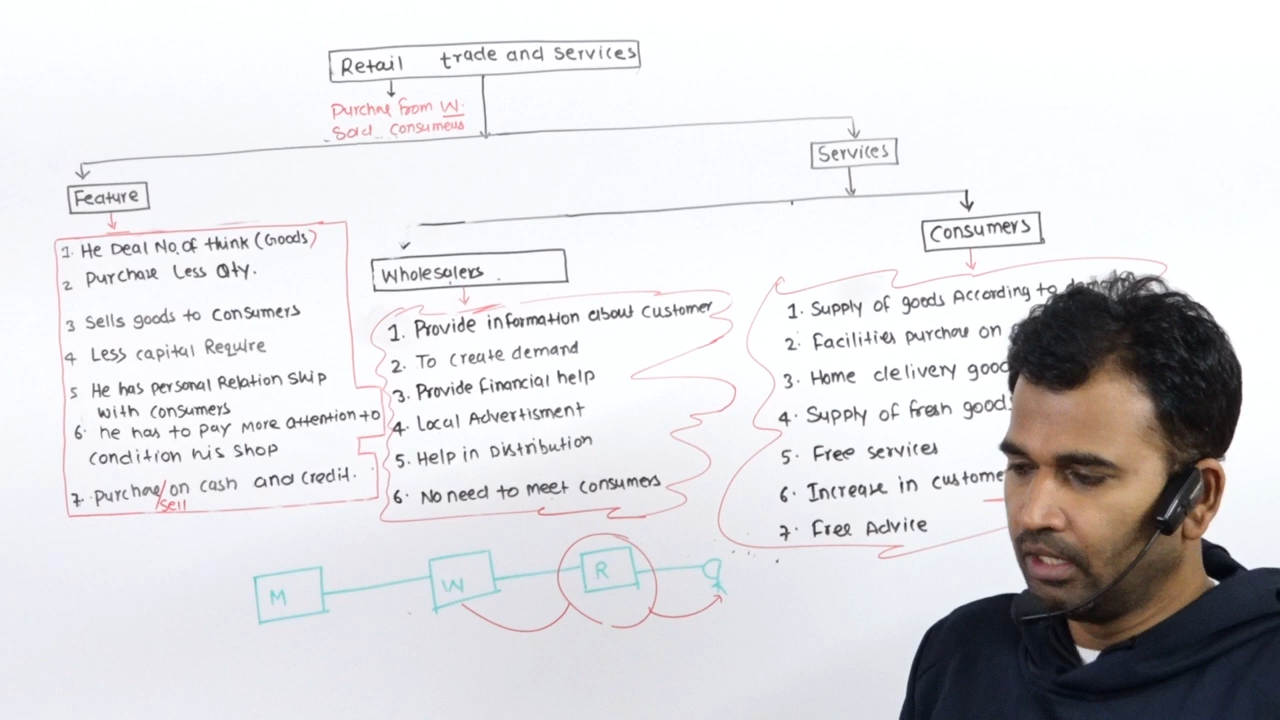 Retail trade and services
Purchase from W.
Sold consumers
Services
Feature
Consumers
Wholesalers
1. He Deal No. of think (Goods)
2 Purchase Less Qty.
3 Sells goods to consumers
4 Less capital Require
5 He has personal Relation ship
with consumers
6. he has to pay more attention to
condition his shop
7. purchase/on cash and credit.
sell
1. Provide information about customer
2. To create demand
3. Provide Financial help
4. Local Advertisment
5. Help in Distribution
6. No need to meet consumers
1. Supply of goods According to
2. Facilities purchase on
3. Home delivery good
4. Supply of fresh good
5. Free services
6. Increase in custome
7. Free Advice
M
W
R